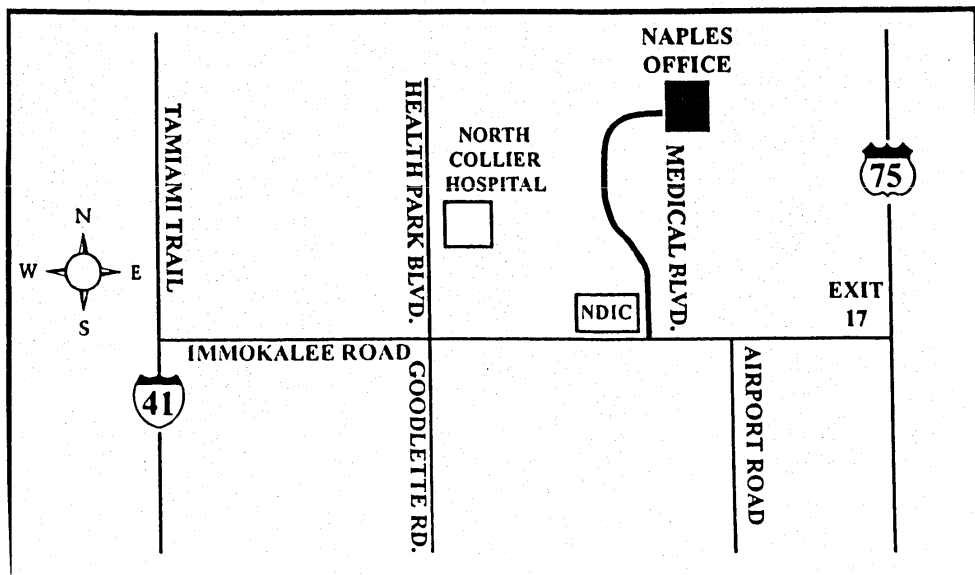 NAPLES
OFFICE
TAMIAMI TRAIL
HEALTH PARK BLVD.
NORTH
COLLIER
HOSPITAL
MEDICAL BLVD.
75
N
W
E
S
NDIC
EXIT
17
IMMOKALEE ROAD
41
GOODLETTE RD.
AIRPORT ROAD